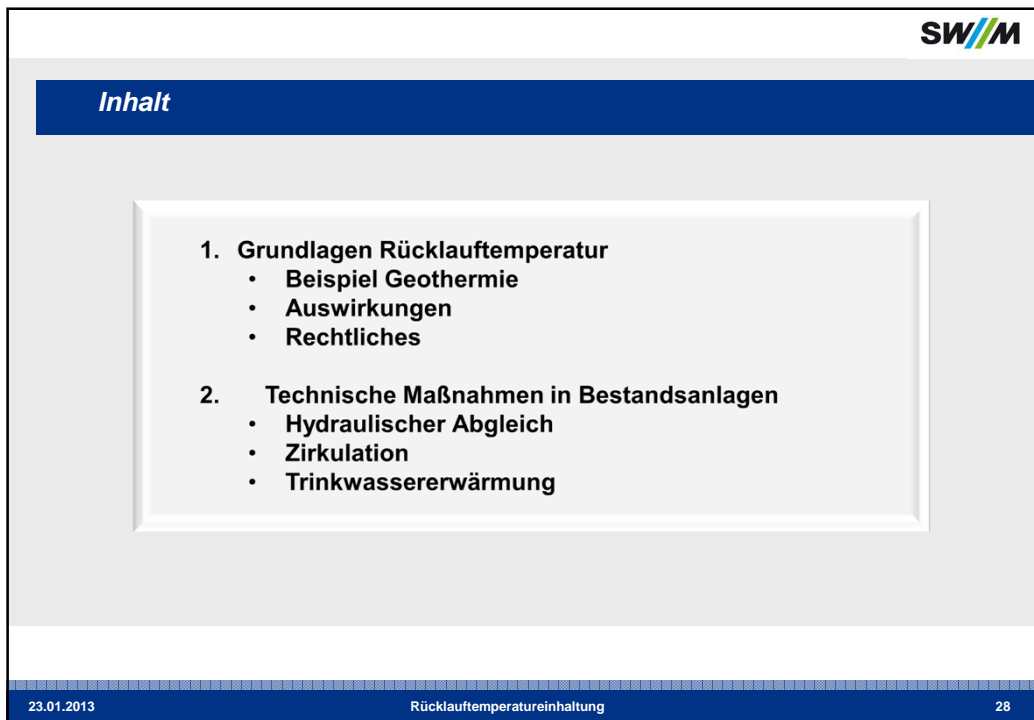 SW//M
Inhalt
1. Grundlagen Rücklauftemperatur
• Beispiel Geothermie
• Auswirkungen
• Rechtliches
2. Technische Maßnahmen in Bestandsanlagen
• Hydraulischer Abgleich
• Zirkulation
• Trinkwassererwärmung
23.01.2013 Rücklauftemperatureinhaltung 28